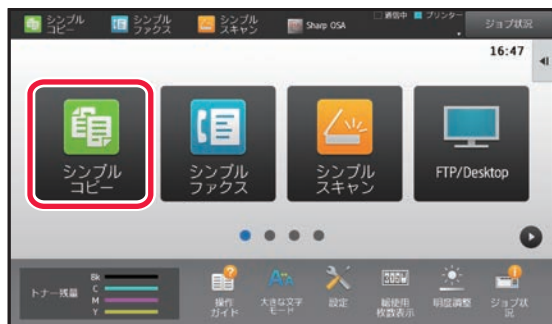 シンプル
コピー
シンプル
ファクス
シンプル
スキャン
Sharp OSA
通信中
プリンター
ジョブ状況
16:47
シンプル
コピー
シンプル
ファクス
シンプル
スキャン
FTP/Desktop
トナー残量
Bk
C
M
Y
操作
ガイド
大きな文字
モード
設定
総使用
枚数表示
明度調整
ジョブ状
況